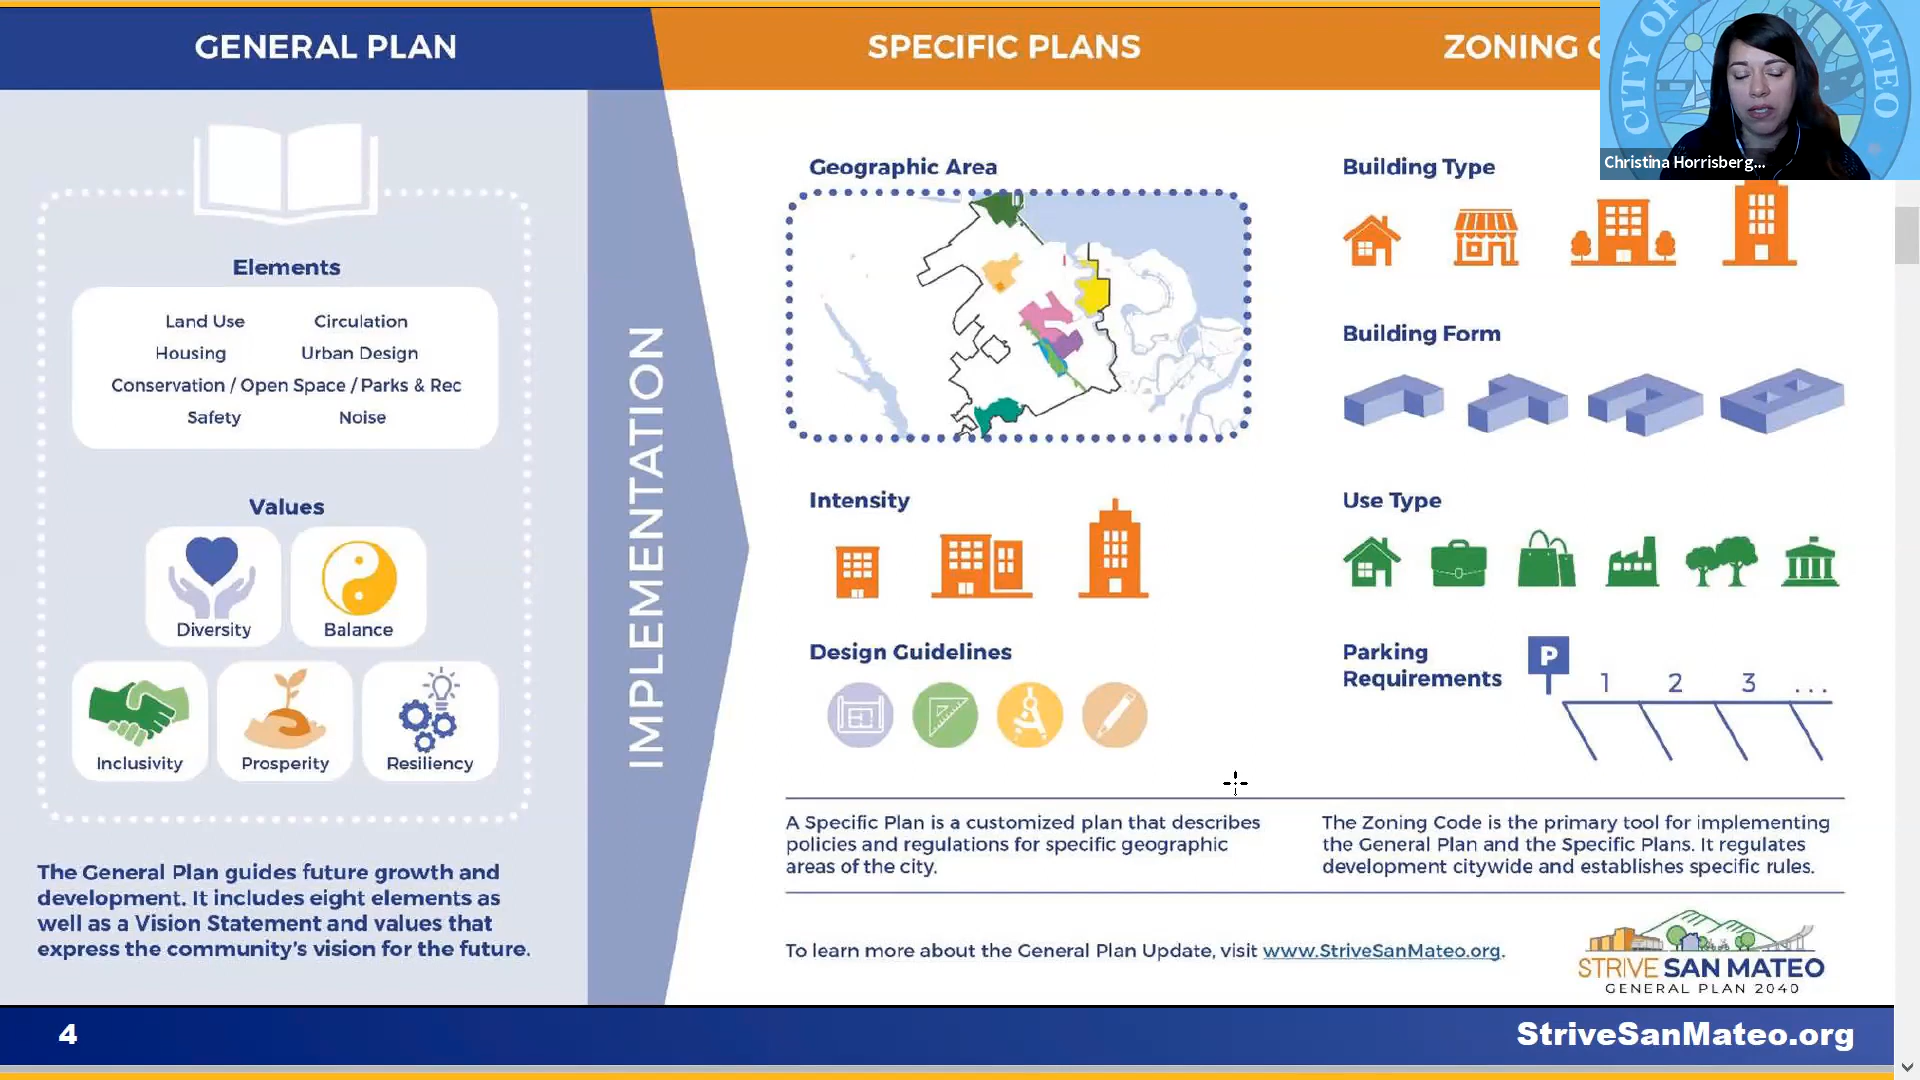 GENERAL PLAN
SPECIFIC PLANS
ZONING
CITY OF
MATEO
Christina Horrisberg...
Elements
Land Use Circulation
Housing Urban Design
Conservation / Open Space / Parks & Rec
Safety Noise
Values
Diversity Balance
Inclusivity Prosperity Resiliency
The General Plan guides future growth and
development. It includes eight elements as
well as a Vision Statement and values that
express the community's vision for the future.
IMPLEMENTATION
Geographic Area
Intensity
Design Guidelines
A Specific Plan is a customized plan that describes
policies and regulations for specific geographic
areas of the city.
Building Type
Building Form
Use Type
Parking
Requirements
P
1 2 3 ...
The Zoning Code is the primary tool for implementing
the General Plan and the Specific Plans. It regulates
development citywide and establishes specific rules.
To learn more about the General Plan Update, visit www.StriveSanMateo.org.
STRIVE SAN MATEO
GENERAL PLAN 2040
4
StriveSanMateo.org